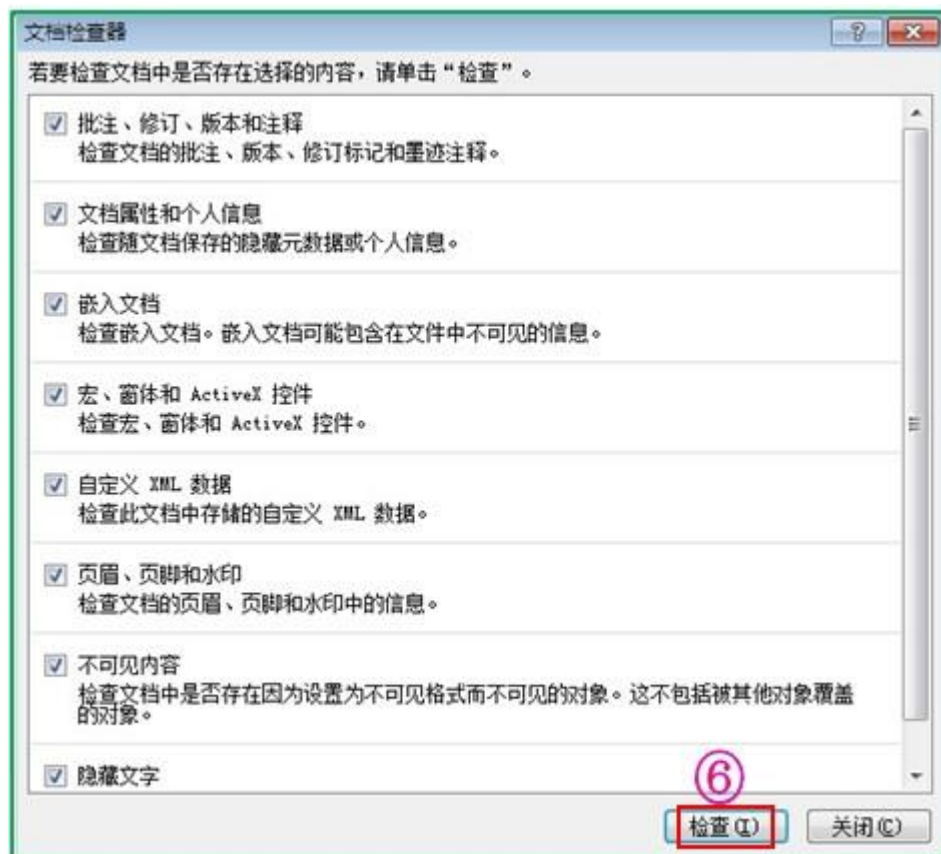 文档检查器
若要检查文档中是否存在选择的内容，请单击“检查”。
批注、修订、版本和注释
检查文档的批注、版本、修订标记和墨迹注释。
文档属性和个人信息
检查随文档保存的隐藏元数据或个人信息。
嵌入文档
检查嵌入文档。嵌入文档可能包含在文件中不可见的信息。
宏、窗体和 ActiveX 控件
检查宏、窗体和 ActiveX 控件。
自定义 XML 数据
检查此文档中存储的自定义 XML 数据。
页眉、页脚和水印
检查文档的页眉、页脚和水印中的信息。
不可见内容
检查文档中是否存在因为设置为不可见格式而不可见的对象。这不包括被其他对象覆盖
的对象。
隐藏文字
⑥
检查(I) 关闭(C)